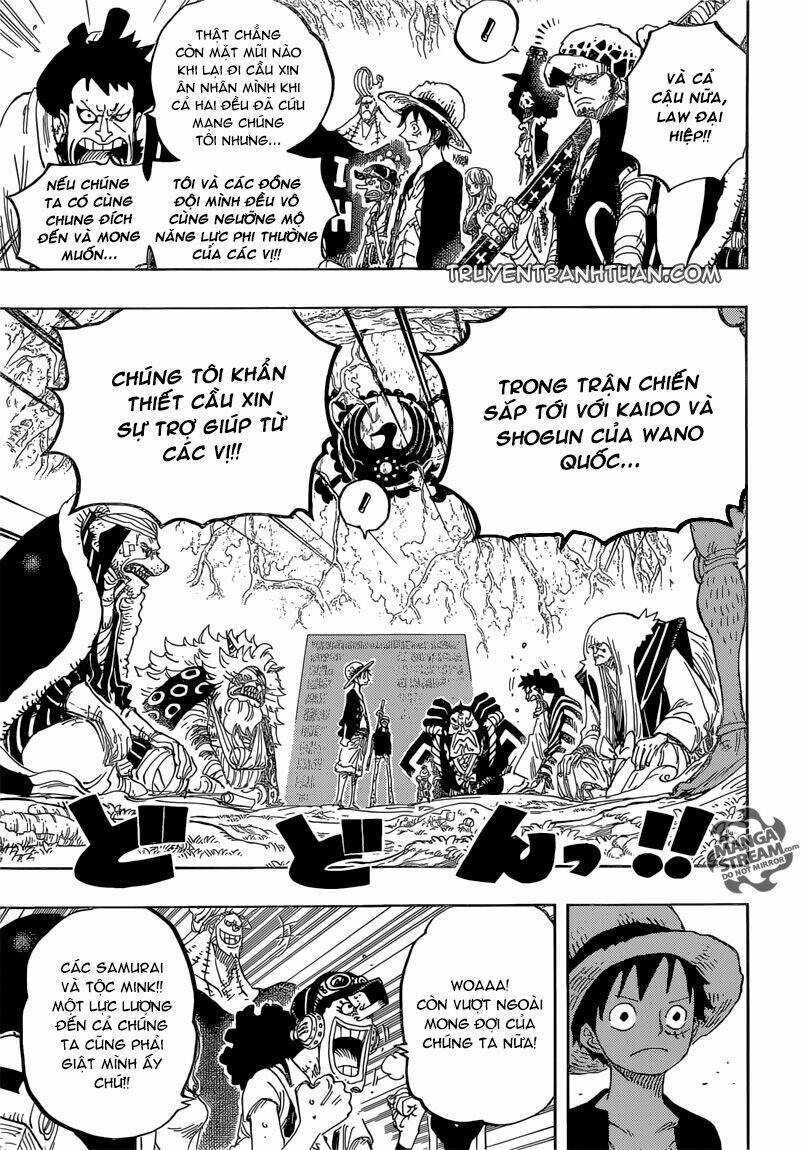 VÀ CẢ
CẬU NỮA,
LAW ĐẠI
HIỆP!!
THẬT CHẲNG
CÒN MẶT MŨI NÀO
KHI LẠI ĐI CẦU XIN
ÂN NHÂN MÌNH KHI
CẢ HAI ĐỀU ĐÃ CỨU
MẠNG CHÚNG
TÔI NHƯNG...
TÔI VÀ CÁC ĐỒNG
ĐỘI MÌNH ĐỀU VÔ
CÙNG NGƯỠNG MỘ
NĂNG LỰC PHI THƯỜNG
CỦA CÁC VỊ!!
NẾU CHÚNG
TA CÓ CÙNG
CHUNG ĐÍCH
ĐẾN VÀ MONG
MUỐN...
TRUYENTRANHTUAN.COM
TRONG TRẬN CHIẾN
SẮP TỚI VỚI KAIDO VÀ
SHOGUN CỦA WANO
QUỐC...
CHÚNG TÔI KHẨN
THIẾT CẦU XIN
SỰ TRỢ GIÚP TỪ
CÁC VỊ!!
どどんっ!!
MANGA
STREAM.COM
DO NOT MIRROR!
WOAAA!
CÒN VƯỢT NGOÀI
MONG ĐỢI CỦA
CHÚNG TA NỮA!
CÁC SAMURAI
VÀ TỘC MINK!!
MỘT LỰC LƯỢNG
ĐẾN CẢ CHÚNG
TA CŨNG PHẢI
GIẬT MÌNH ẤY
CHỨ!!